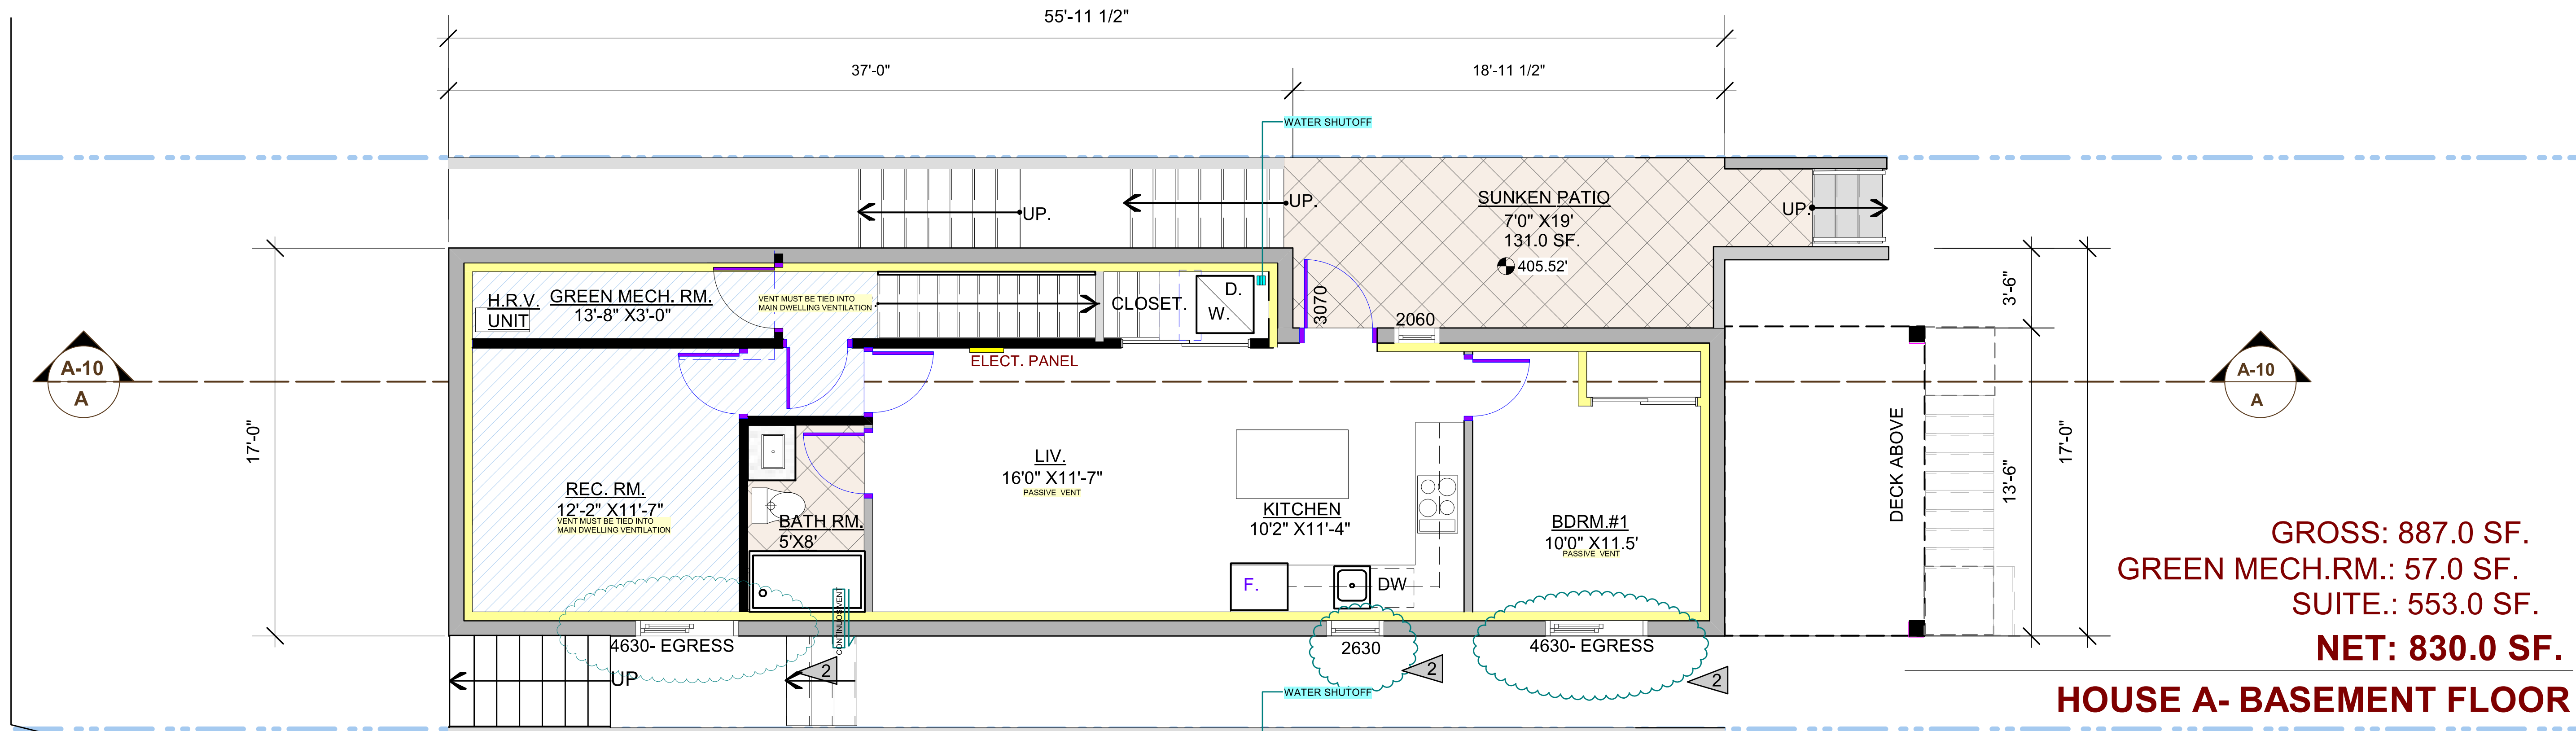 55'-11 1/2"
37'-0"
18'-11 1/2"
WATER SHUTOFF
UP.
UP.
SUNKEN PATIO
7'0" X19'
131.0 SF.
405.52'
UP.
H.R.V.
UNIT
GREEN MECH. RM.
13'-8" X3'-0"
VENT MUST BE TIED INTO
MAIN DWELLING VENTILATION
CLOSET.
D.
W.
3070
2060
3'-6"
A-10
A
ELECT. PANEL
A-10
A
17'-0"
17'-0"
13'-6"
DECK ABOVE
REC. RM.
12'-2" X11'-7"
VENT MUST BE TIED INTO
MAIN DWELLING VENTILATION
BATH RM.
5'X8'
LIV.
16'0" X11'-7"
PASSIVE VENT
KITCHEN
10'2" X11'-4"
BDRM.#1
10'0" X11.5'
PASSIVE VENT
F.
DW
CONTINUOSVENT
4630- EGRESS
2630
4630- EGRESS
UP
2
2
2
WATER SHUTOFF
GROSS: 887.0 SF.
GREEN MECH.RM.: 57.0 SF.
SUITE.: 553.0 SF.
NET: 830.0 SF.
HOUSE A- BASEMENT FLOOR